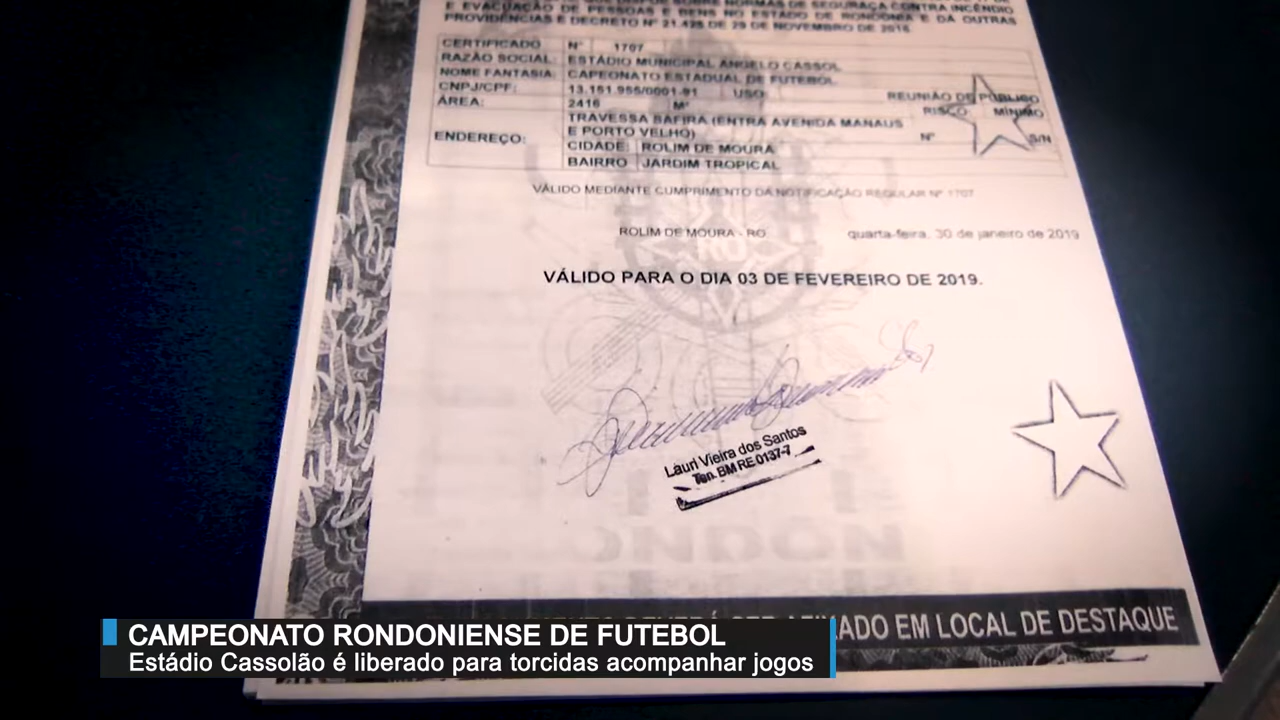 E EVACUAÇÃO DE PESSOAS E BENS NO ESTADO DE RONDÔNIA E DÁ OUTRAS
PROVIDÊNCIAS E DECRETO Nº 21.425 DE 29 DE NOVEMBRO DE 2016.
CERTIFICADO Nº 1707
RAZÃO SOCIAL: ESTÁDIO MUNICIPAL ANGELO CASSOL
NOME FANTASIA: CAPEONATO ESTADUAL DE FUTEBOL
CNPJ/CPF: 13.151.955/0001-91 USO: REUNIÃO DE PÚBLICO
ÁREA: 2416 M² RISCO: MÍNIMO
ENDEREÇO: TRAVESSA SAFIRA (ENTRA AVENIDA MANAUS
E PORTO VELHO) Nº S/N
CIDADE: ROLIM DE MOURA
BAIRRO JARDIM TROPICAL
VÁLIDO MEDIANTE CUMPRIMENTO DA NOTIFICAÇÃO REGULAR Nº 1707
ROLIM DE MOURA - RO quarta-feira, 30 de janeiro de 2019
VÁLIDO PARA O DIA 03 DE FEVEREIRO DE 2019.
Lauri Vieira dos Santos
Ten. BM RE 0137-7
EM LOCAL DE DESTAQUE
CAMPEONATO RONDONIENSE DE FUTEBOL
Estádio Cassolão é liberado para torcidas acompanhar jogos